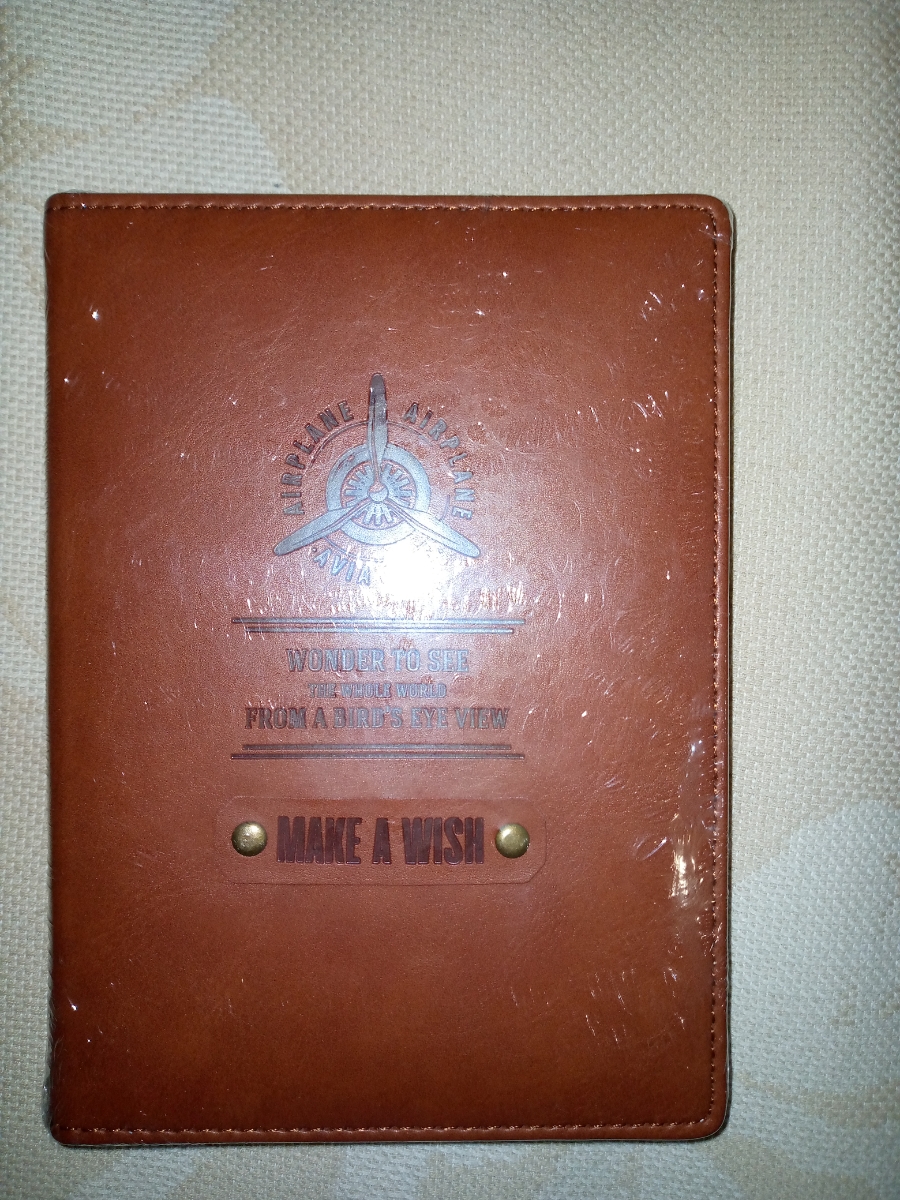 AIRPLANE AIRPLANE
WONDER TO SEE
THE WHOLE WORLD
FROM A BIRD'S EYE VIEW
MAKE A WISH